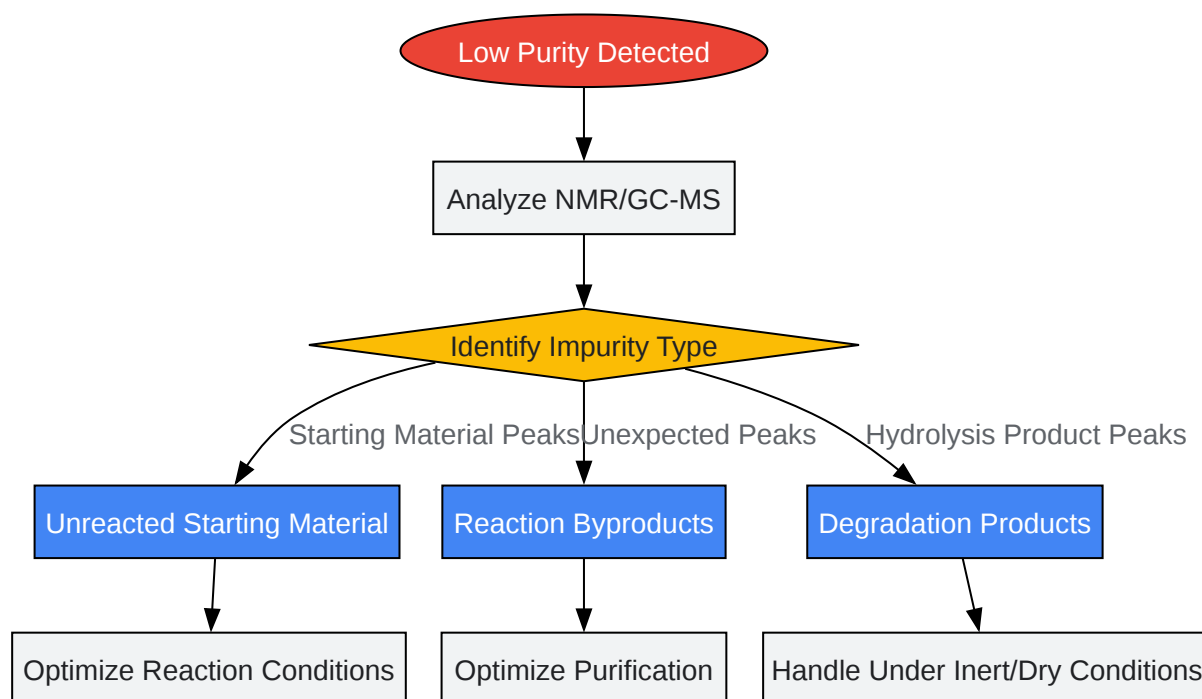 Low Purity Detected
Analyze NMR/GC-MS
Identify Impurity Type
Starting Material Peaks
Unexpected Peaks
Hydrolysis Product Peaks
Unreacted Starting Material
Reaction Byproducts
Degradation Products
Optimize Reaction Conditions
Optimize Purification
Handle Under Inert/Dry Conditions